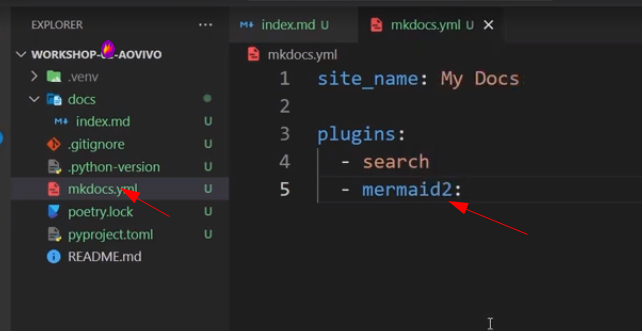 EXPLORER
WORKSHOP-02-AOVIVO
.venv
docs
index.md U
.gitignore U
.python-version U
mkdocs.yml U
poetry.lock U
pyproject.toml U
README.md
index.md U mkdocs.yml U
mkdocs.yml
1 site_name: My Docs
2
3 plugins:
4 - search
5 - mermaid2: